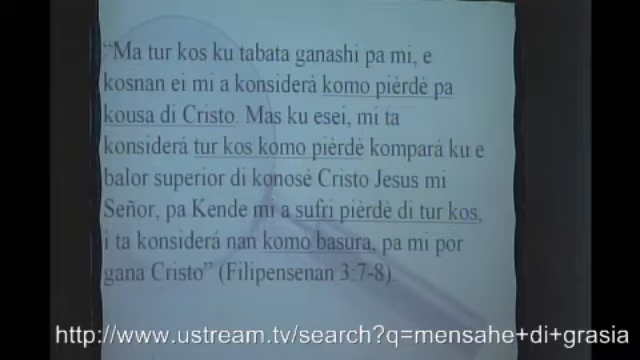 “Ma tur kos ku tabata ganashi pa mi, e
kosnan ei mi a konsiderá komo pièrdè pa
kousa di Cristo. Mas ku esei, mi ta
konsiderá tur kos komo pièrdè kompará ku e
balor superior di konosé Cristo Jesus mi
Señor, pa Kende mi a sufri pièrdè di tur kos,
i ta konsiderá nan komo basura, pa mi por
gana Cristo” (Filipensenan 3:7-8).
http://www.ustream.tv/search?q=mensahe+di+grasia